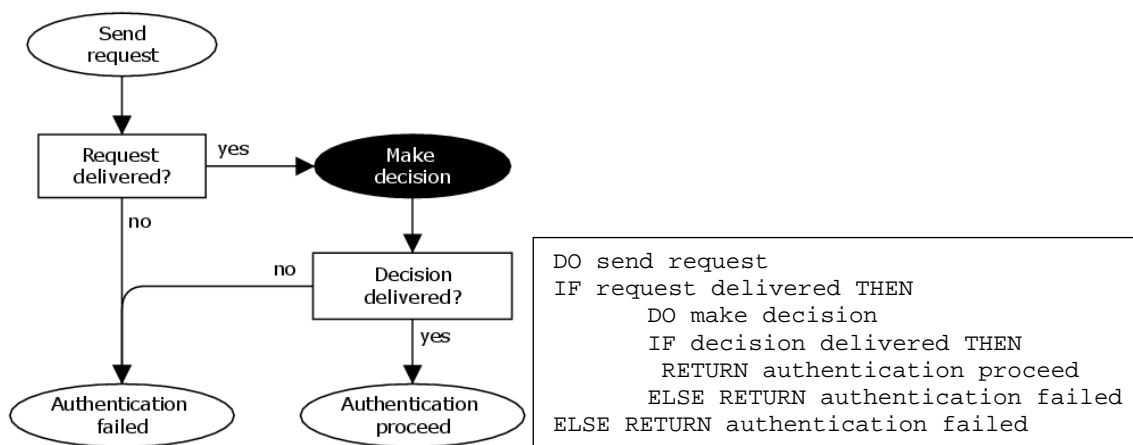 Send
request
Request
delivered?
yes
Make
decision
no
no
Decision
delivered?
yes
Authentication
failed
Authentication
proceed
DO send request
IF request delivered THEN
DO make decision
IF decision delivered THEN
RETURN authentication proceed
ELSE RETURN authentication failed
ELSE RETURN authentication failed